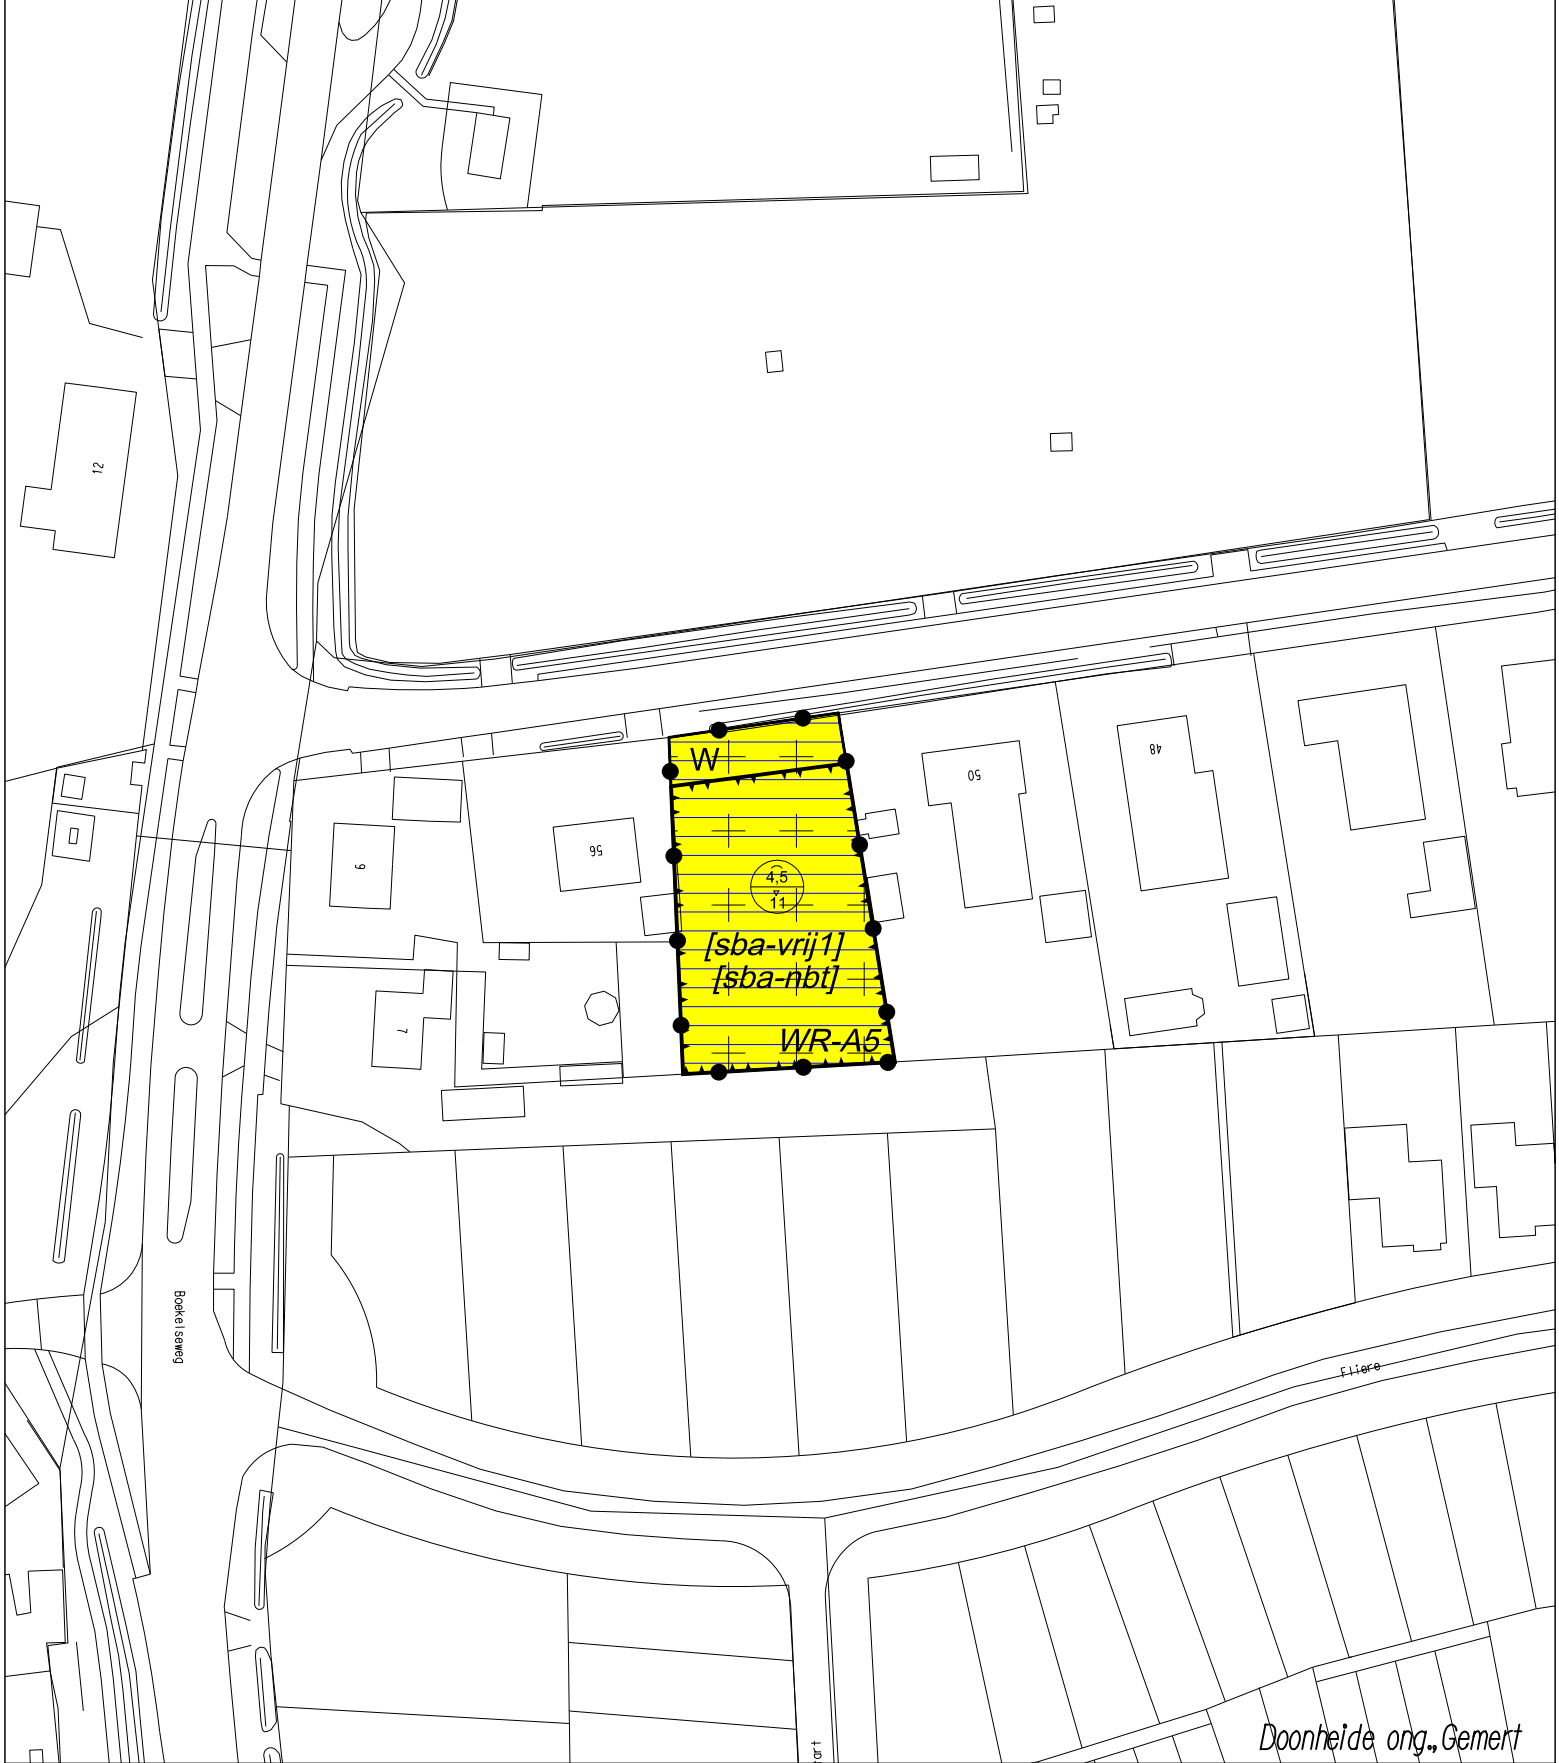 12
W
50
48
56
9
4,5
11
[sba-vrij1]
[sba-nbt]
7
WR-A5
Boekelseweg
Fliere
Doonheide ong., Gemert